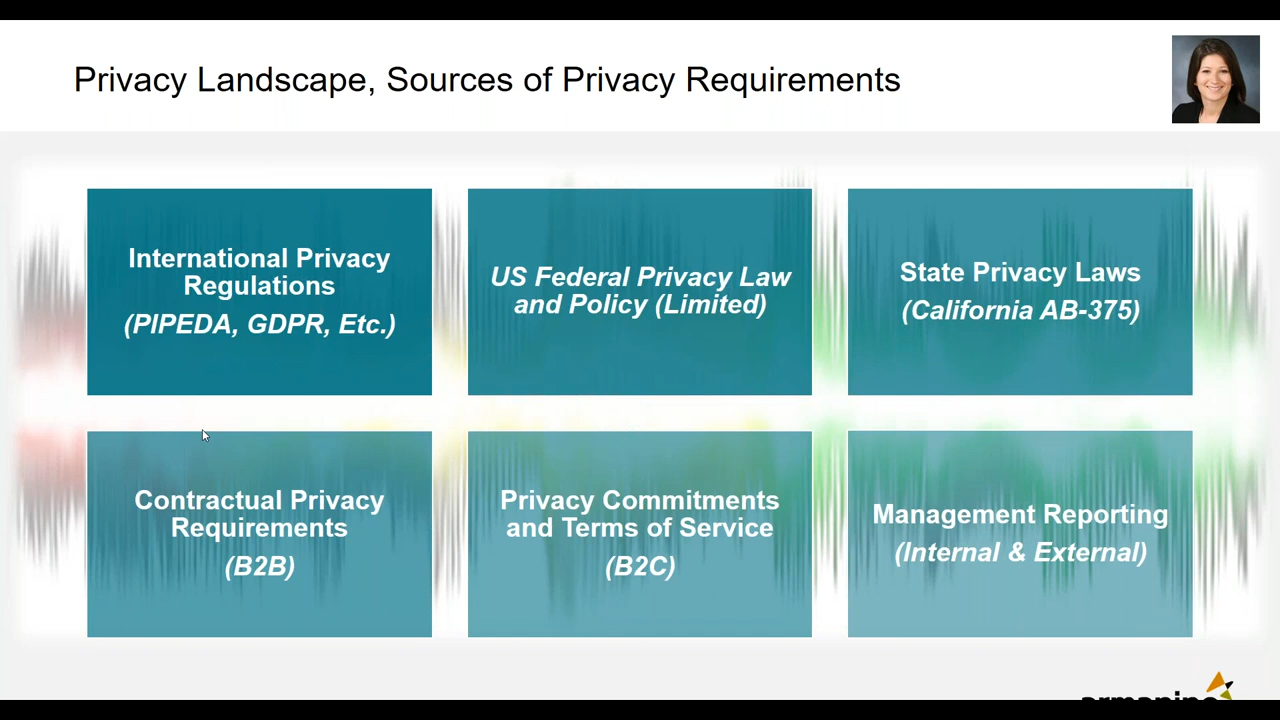 Privacy Landscape, Sources of Privacy Requirements
International Privacy
Regulations
(PIPEDA, GDPR, Etc.)
US Federal Privacy Law
and Policy (Limited)
State Privacy Laws
(California AB-375)
Contractual Privacy
Requirements
(B2B)
Privacy Commitments
and Terms of Service
(B2C)
Management Reporting
(Internal & External)